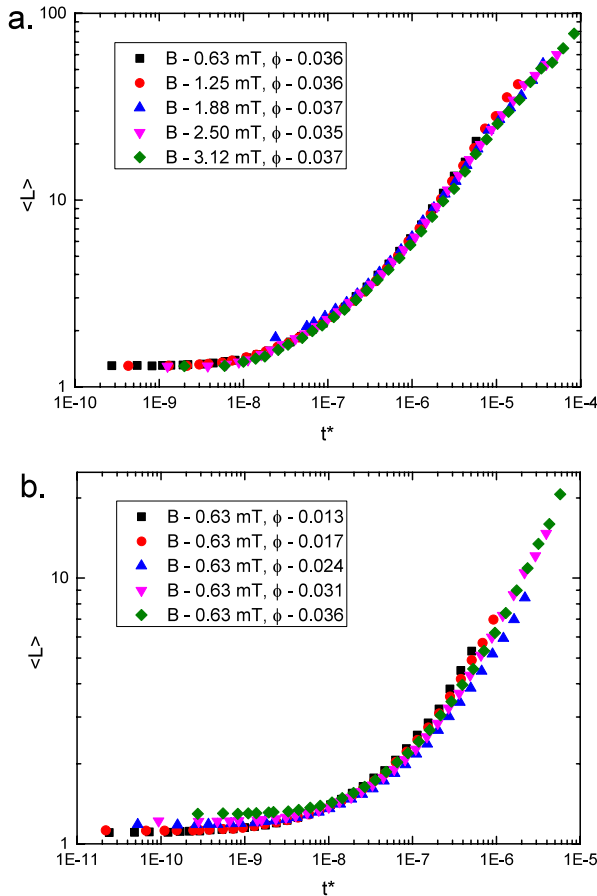 a.
100
10
1
<L>
B - 0.63 mT, ϕ - 0.036
B - 1.25 mT, ϕ - 0.036
B - 1.88 mT, ϕ - 0.037
B - 2.50 mT, ϕ - 0.035
B - 3.12 mT, ϕ - 0.037
1E-10 1E-9 1E-8 1E-7 1E-6 1E-5 1E-4
t*
b.
10
1
<L>
B - 0.63 mT, ϕ - 0.013
B - 0.63 mT, ϕ - 0.017
B - 0.63 mT, ϕ - 0.024
B - 0.63 mT, ϕ - 0.031
B - 0.63 mT, ϕ - 0.036
1E-11 1E-10 1E-9 1E-8 1E-7 1E-6 1E-5
t*